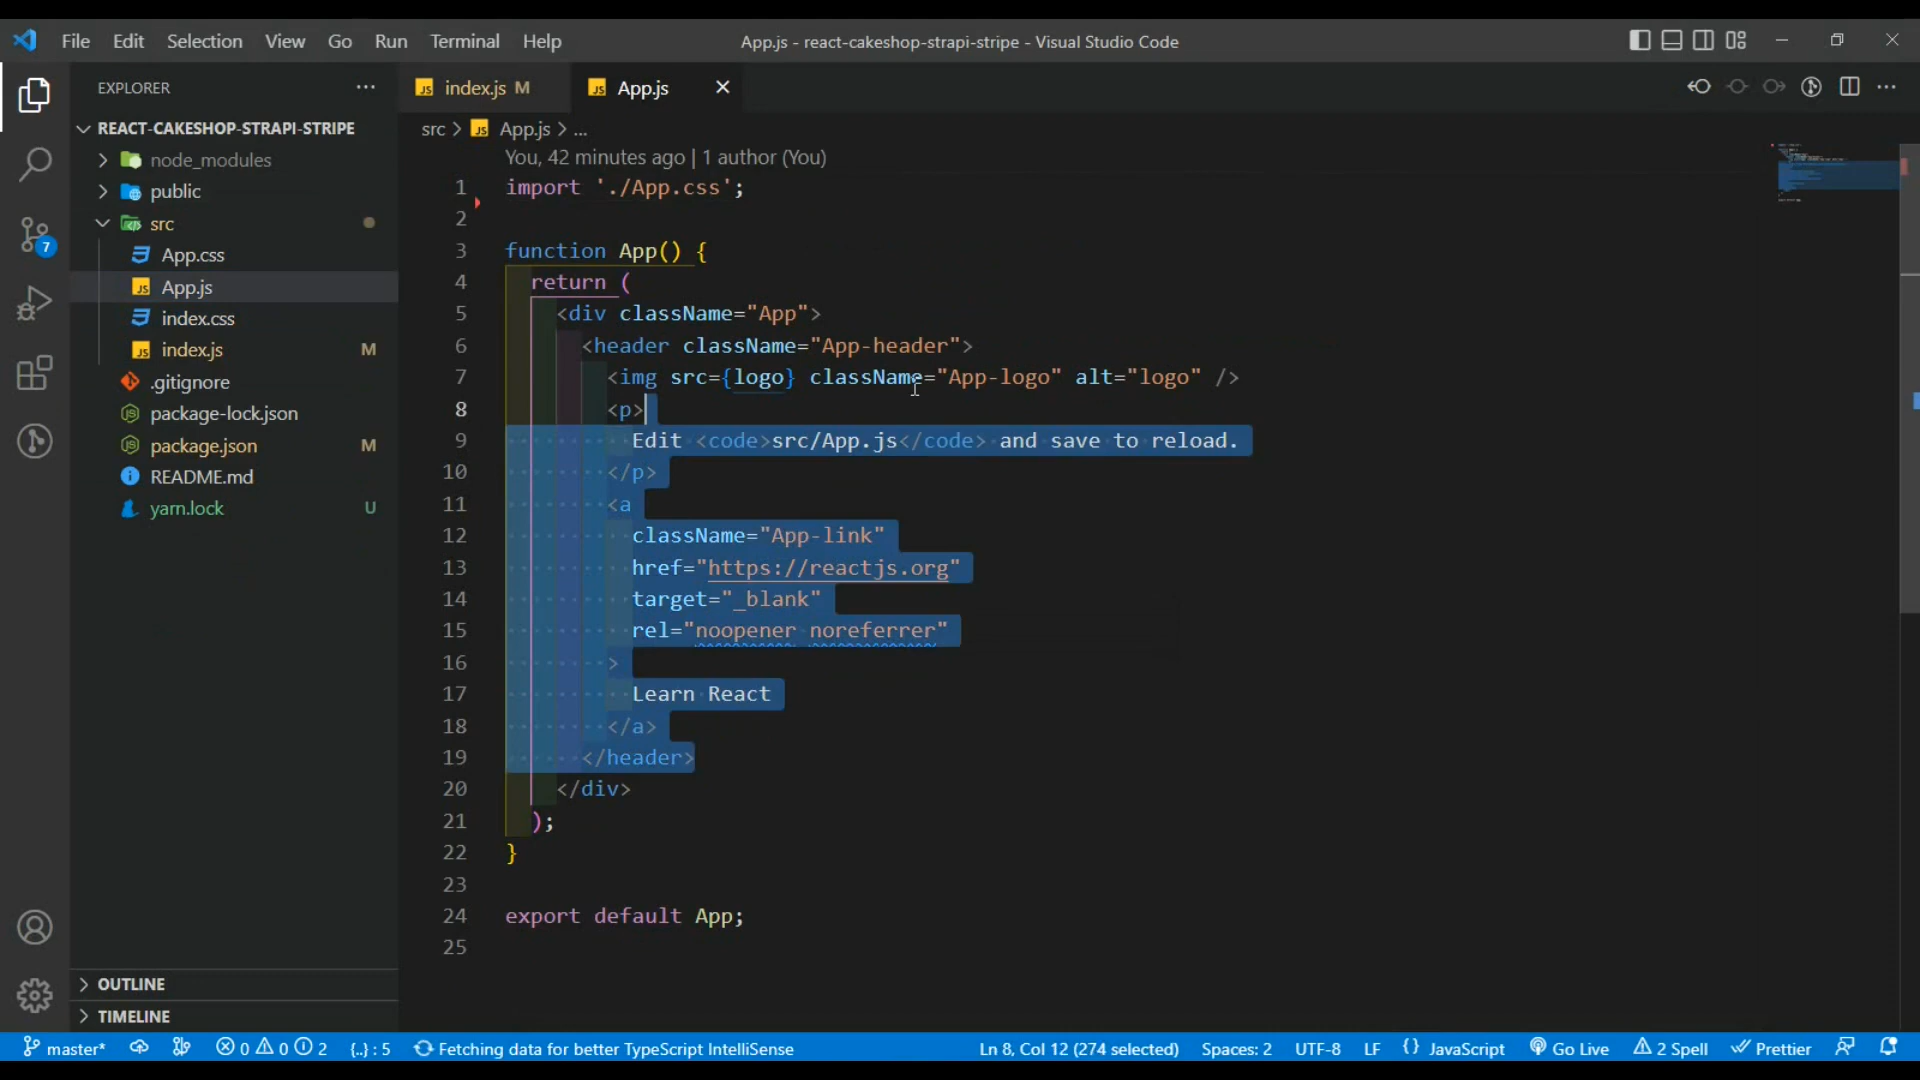 File Edit Selection View Go Run Terminal Help
App.js - react-cakeshop-strapi-stripe - Visual Studio Code
EXPLORER
index.js M
App.js
REACT-CAKESHOP-STRAPI-STRIPE
node_modules
public
src
App.css
App.js
index.css
index.js M
.gitignore
package-lock.json
package.json M
README.md
yarn.lock U
7
OUTLINE
TIMELINE
src > App.js > ...
You, 42 minutes ago | 1 author (You)
1 import './App.css';
2
3 function App() {
4 return (
5 <div className="App">
6 <header className="App-header">
7 <img src={logo} className="App-logo" alt="logo" />
8 <p>
9 Edit <code>src/App.js</code> and save to reload.
10 </p>
11 <a
12 className="App-link"
13 href="https://reactjs.org"
14 target="_blank"
15 rel="noopener noreferrer"
16 >
17 Learn React
18 </a>
19 </header>
20 </div>
21 );
22 }
23
24 export default App;
25
master* 0 0 2 {..} : 5 Fetching data for better TypeScript IntelliSense Ln 8, Col 12 (274 selected) Spaces: 2 UTF-8 LF {} JavaScript Go Live 2 Spell Prettier